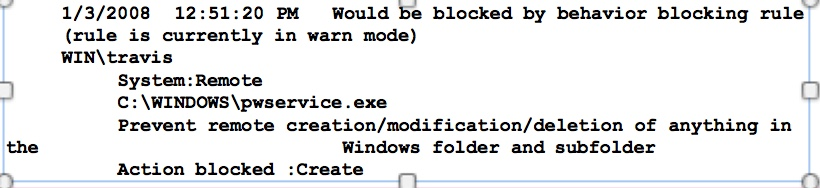 1/3/2008 12:51:20 PM Would be blocked by behavior blocking rule
(rule is currently in warn mode)
WIN\travis
System:Remote
C:\WINDOWS\pwservice.exe
Prevent remote creation/modification/deletion of anything in
the Windows folder and subfolder
Action blocked :Create